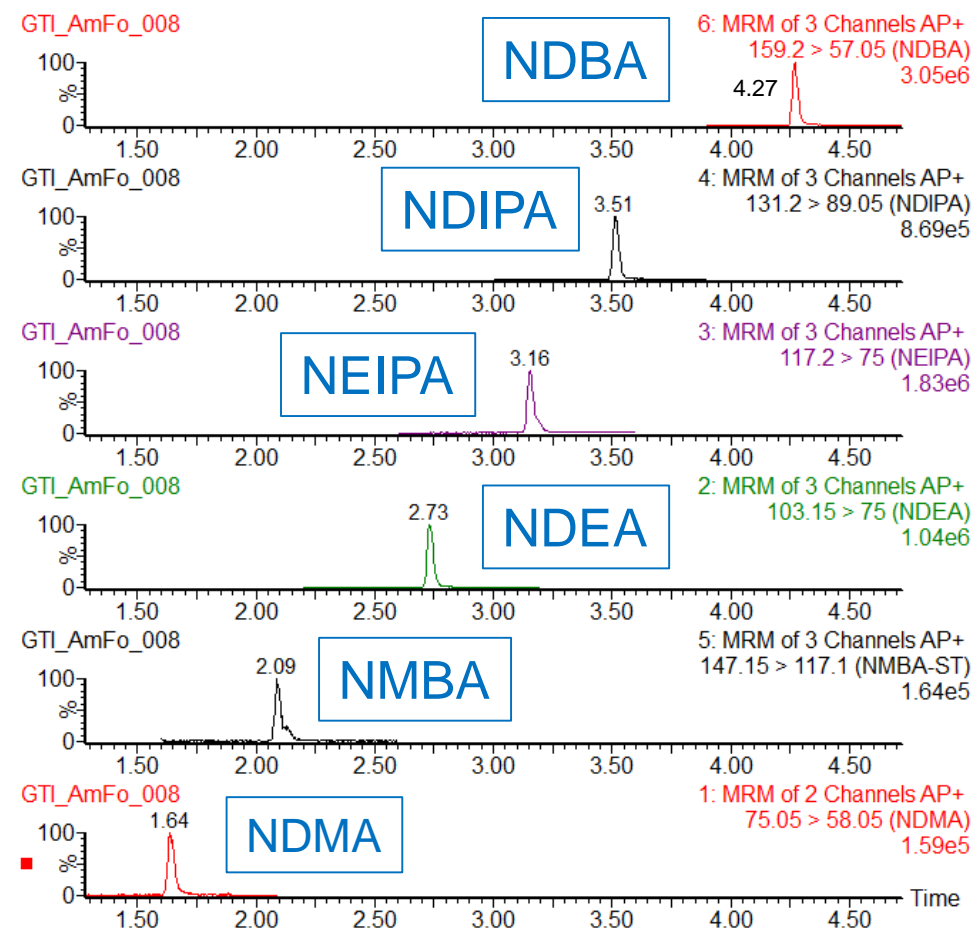 GTI_AmFo_008
NDBA
6: MRM of 3 Channels AP+
159.2 > 57.05 (NDBA)
3.05e6
100
%
0
4.27
1.50 2.00 2.50 3.00 3.50 4.00 4.50
GTI_AmFo_008
NDIPA
4: MRM of 3 Channels AP+
131.2 > 89.05 (NDIPA)
8.69e5
100
%
0
3.51
1.50 2.00 2.50 3.00 3.50 4.00 4.50
GTI_AmFo_008
NEIPA
3: MRM of 3 Channels AP+
117.2 > 75 (NEIPA)
1.83e6
100
%
0
3.16
1.50 2.00 2.50 3.00 3.50 4.00 4.50
GTI_AmFo_008
NDEA
2: MRM of 3 Channels AP+
103.15 > 75 (NDEA)
1.04e6
100
%
0
2.73
1.50 2.00 2.50 3.00 3.50 4.00 4.50
GTI_AmFo_008
NMBA
5: MRM of 3 Channels AP+
147.15 > 117.1 (NMBA-ST)
1.64e5
100
%
0
2.09
1.50 2.00 2.50 3.00 3.50 4.00 4.50
GTI_AmFo_008
NDMA
1: MRM of 2 Channels AP+
75.05 > 58.05 (NDMA)
1.59e5
100
%
0
1.64
Time
1.50 2.00 2.50 3.00 3.50 4.00 4.50